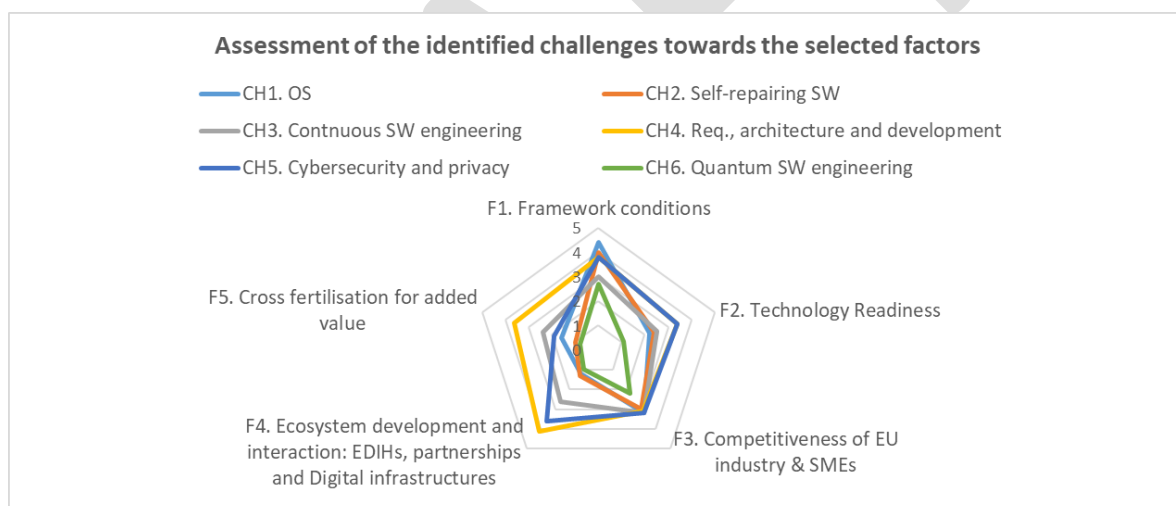 Assessment of the identified challenges towards the selected factors
CH1. OS
CH2. Self-repairing SW
CH3. Contnuous SW engineering
CH4. Req., architecture and development
CH5. Cybersecurity and privacy
CH6. Quantum SW engineering
F1. Framework conditions
5
4
3
2
1
0
F2. Technology Readiness
F3. Competitiveness of EU
industry & SMEs
F4. Ecosystem development and
interaction: EDIHs, partnerships
and Digital infrastructures
F5. Cross fertilisation for added
value